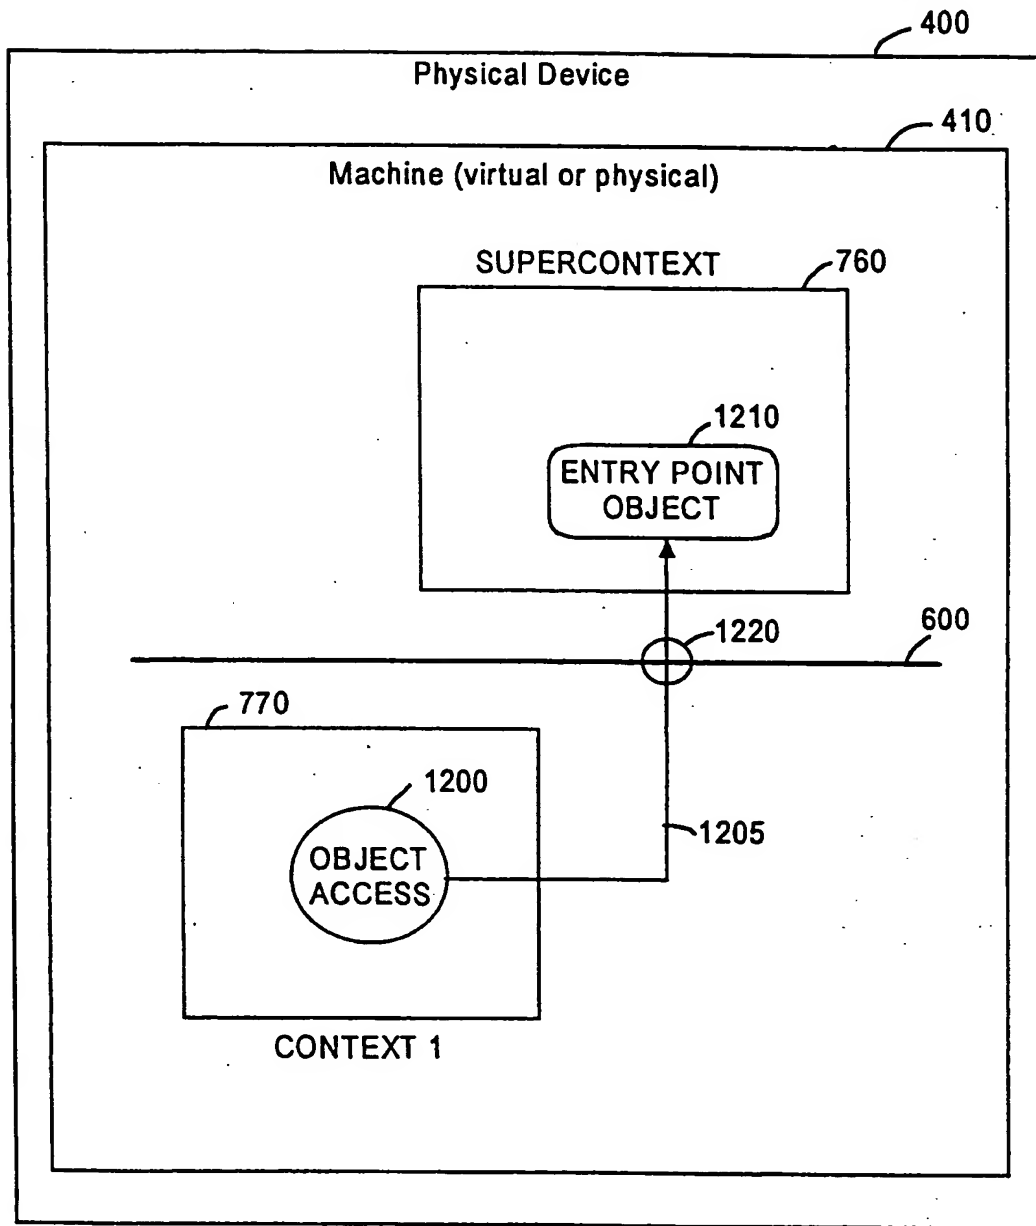 400
Physical Device
410
Machine (virtual or physical)
SUPERCONTEXT
760
1210
ENTRY POINT
OBJECT
1220
600
770
1200
OBJECT
ACCESS
1205
CONTEXT 1